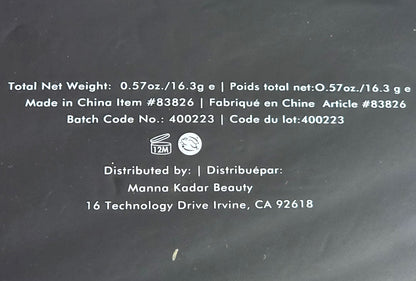 Total Net Weight: 0.57oz./16.3g e | Poids total net:O.57oz./16.3 g e
Made in China Item #83826 | Fabriqué en Chine Article #83826
Batch Code No.: 400223 | Code du lot:400223
12M
Distributed by: | Distribuépar:
Manna Kadar Beauty
16 Technology Drive Irvine, CA 92618